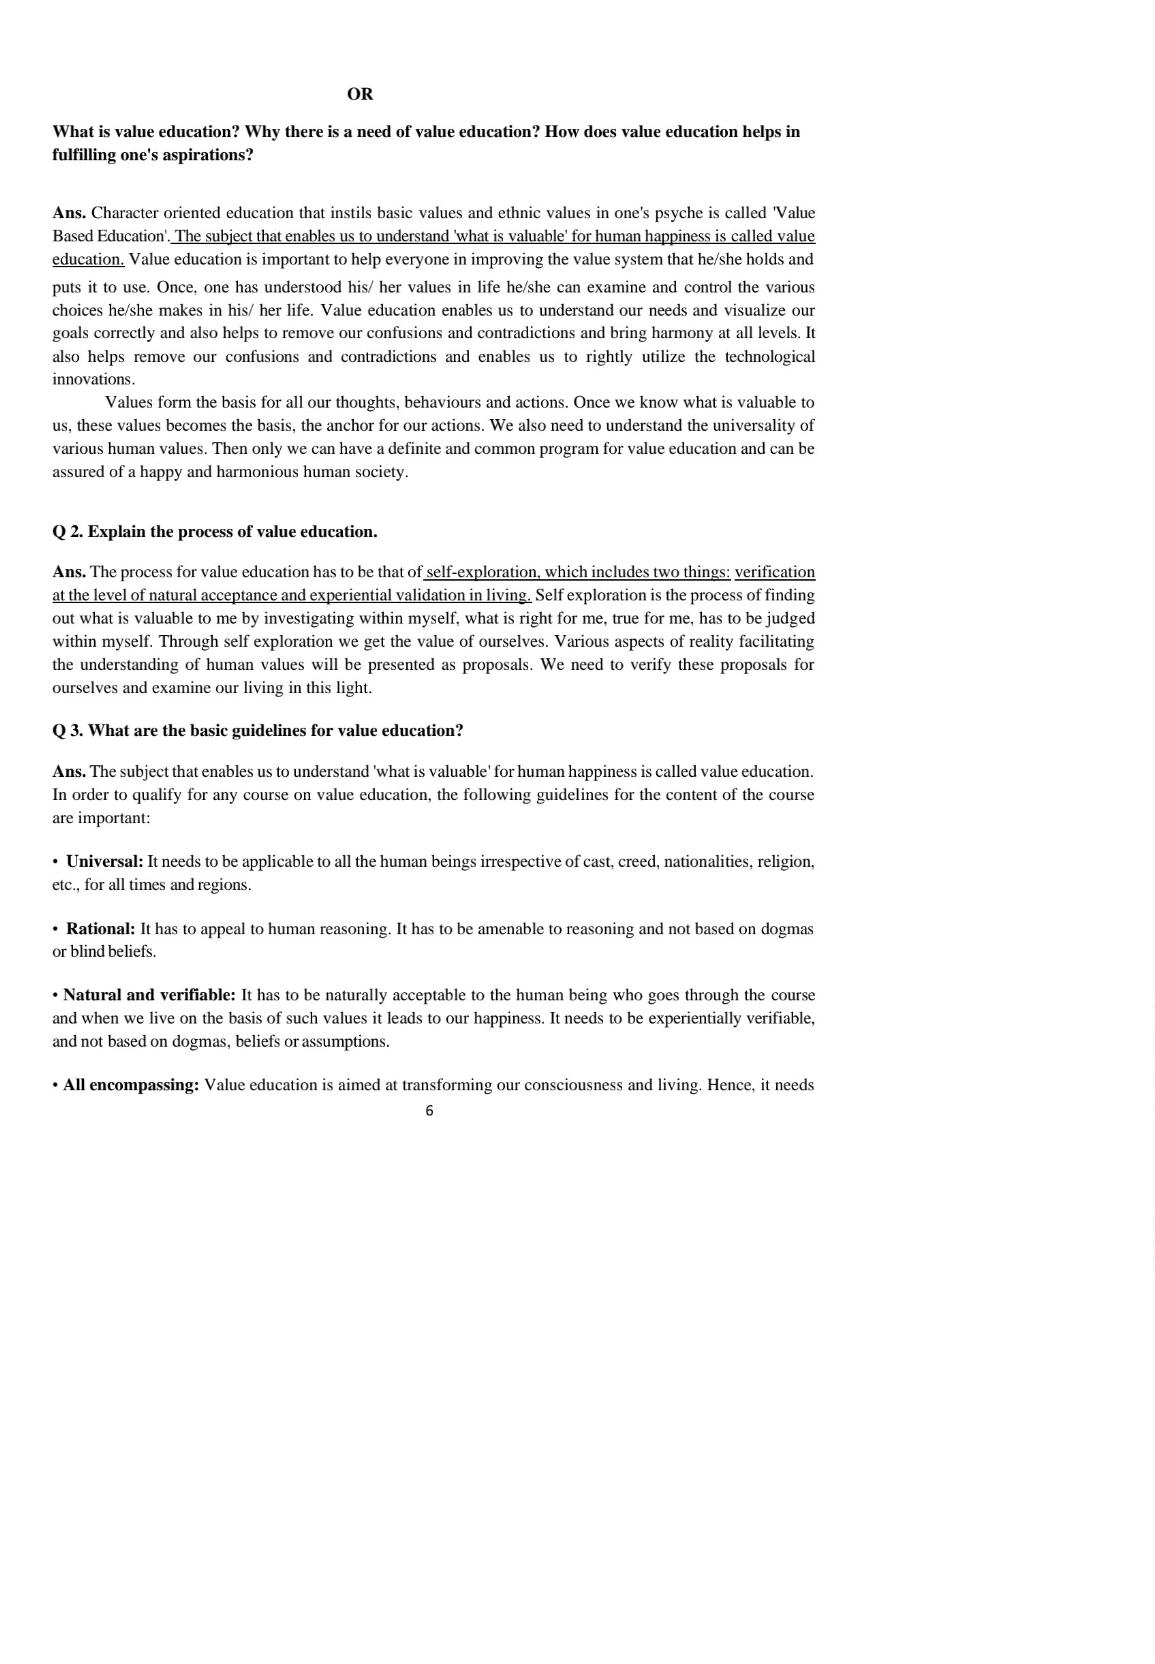 OR
What is value education? Why there is a need of value education? How does value education helps in
fulfilling one's aspirations?
Ans. Character oriented education that instils basic values and ethnic values in one's psyche is called 'Value
Based Education'. The subject that enables us to understand 'what is valuable' for human happiness is called value
education. Value education is important to help everyone in improving the value system that he/she holds and
puts it to use. Once, one has understood his/ her values in life he/she can examine and control the various
choices he/she makes in his/ her life. Value education enables us to understand our needs and visualize our
goals correctly and also helps to remove our confusions and contradictions and bring harmony at all levels. It
also helps remove our confusions and contradictions and enables us to rightly utilize the technological
innovations.
Values form the basis for all our thoughts, behaviours and actions. Once we know what is valuable to
us, these values becomes the basis, the anchor for our actions. We also need to understand the universality of
various human values. Then only we can have a definite and common program for value education and can be
assured of a happy and harmonious human society.
Q 2. Explain the process of value education.
Ans. The process for value education has to be that of self-exploration, which includes two things: verification
at the level of natural acceptance and experiential validation in living. Self exploration is the process of finding
out what is valuable to me by investigating within myself, what is right for me, true for me, has to be judged
within myself. Through self exploration we get the value of ourselves. Various aspects of reality facilitating
the understanding of human values will be presented as proposals. We need to verify these proposals for
ourselves and examine our living in this light.
Q 3. What are the basic guidelines for value education?
Ans. The subject that enables us to understand 'what is valuable' for human happiness is called value education.
In order to qualify for any course on value education, the following guidelines for the content of the course
are important:
• Universal: It needs to be applicable to all the human beings irrespective of cast, creed, nationalities, religion,
etc., for all times and regions.
• Rational: It has to appeal to human reasoning. It has to be amenable to reasoning and not based on dogmas
or blind beliefs.
• Natural and verifiable: It has to be naturally acceptable to the human being who goes through the course
and when we live on the basis of such values it leads to our happiness. It needs to be experientially verifiable,
and not based on dogmas, beliefs or assumptions.
• All encompassing: Value education is aimed at transforming our consciousness and living. Hence, it needs
6